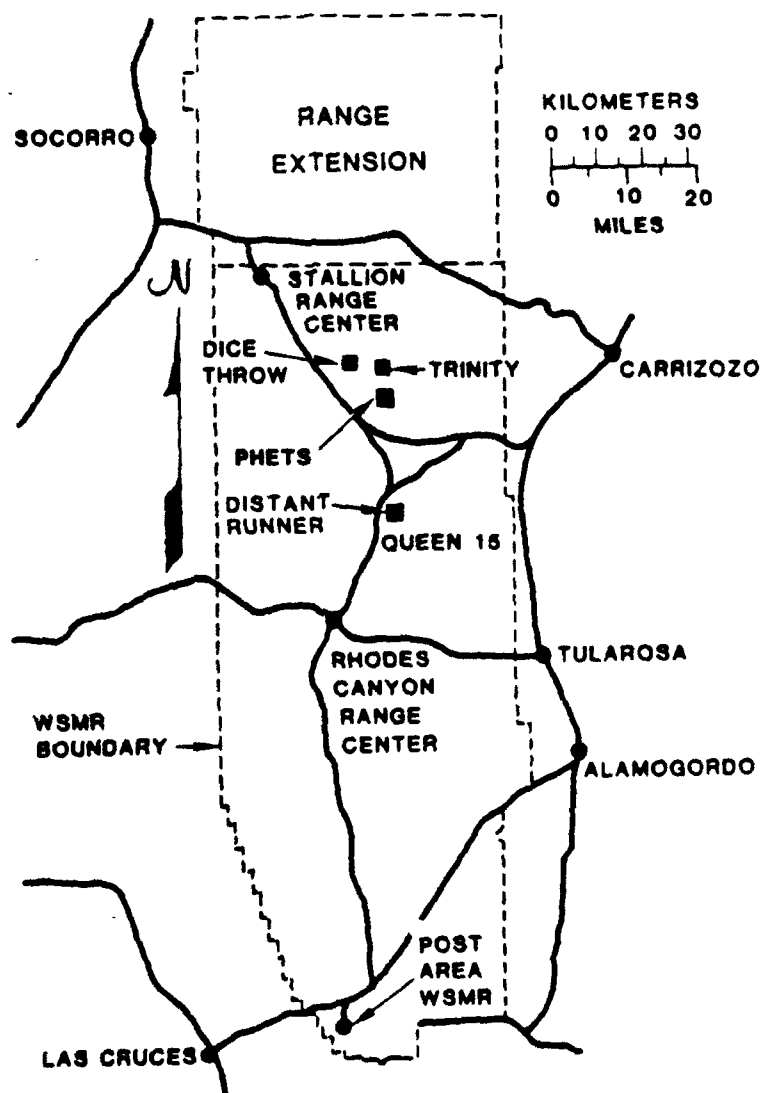 KILOMETERS
0 10 20 30
0 10 20
MILES
RANGE
EXTENSION
SOCORRO
N
STALLION
RANGE
CENTER
DICE
THROW
TRINITY
CARRIZOZO
PHETS
DISTANT
RUNNER
QUEEN 15
RHODES
CANYON
RANGE
CENTER
TULAROSA
WSMR
BOUNDARY
ALAMOGORDO
POST
AREA
WSMR
LAS CRUCES